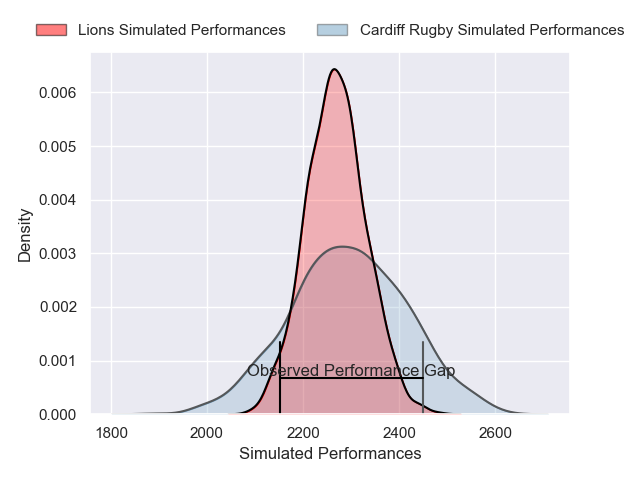 Lions Simulated Performances
Cardiff Rugby Simulated Performances
0.006
0.005
0.004
0.003
0.002
0.001
0.000
Density
Observed Performance Gap
1800
2000
2200
2400
2600
Simulated Performances